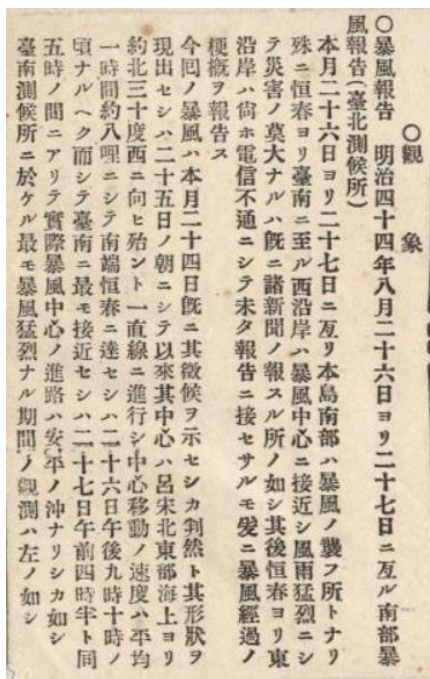 ○觀　　象
○暴風報告　明治四十四年八月二十六日ヨリ二十七日ニ亙ル南部暴
風報告(臺北測候所)
本月二十六日ヨリ二十七日ニ亙リ本島南部ハ暴風ノ襲フ所トナリ
殊ニ恒春ヨリ臺南ニ至ル西沿岸ハ暴風中心ニ接近シ風雨猛烈ニシ
テ災害ノ莫大ナルハ旣ニ諸新聞ノ報スル所ノ如シ其後恒春ヨリ東
沿岸ハ尙ホ電信不通ニシテ未タ報告ニ接セサルモ爰ニ暴風經過ノ
梗槪ヲ報告ス
今囘ノ暴風ハ本月二十四日旣ニ其徵候ヲ示セシカ判然ト其形狀ヲ
現出セシハ二十五日ノ朝ニシテ以來其中心ハ呂宋北東部海上ヨリ
約北三十度西ニ向ヒ殆ント一直線ニ進行シ中心移動ノ速度ハ平均
一時間約八哩ニシテ南端恒春ニ達セシハ二十六日午後九時十時ノ
頃ナルヘク而シテ臺南ニ最モ接近セシハ二十七日午前四時半ト同
五時ノ間ニアリテ實際暴風中心ノ進路ハ安平ノ沖ナリシカ如シ
臺南測候所ニ於ケル最モ暴風猛烈ナル期間ノ觀測ハ左ノ如シ